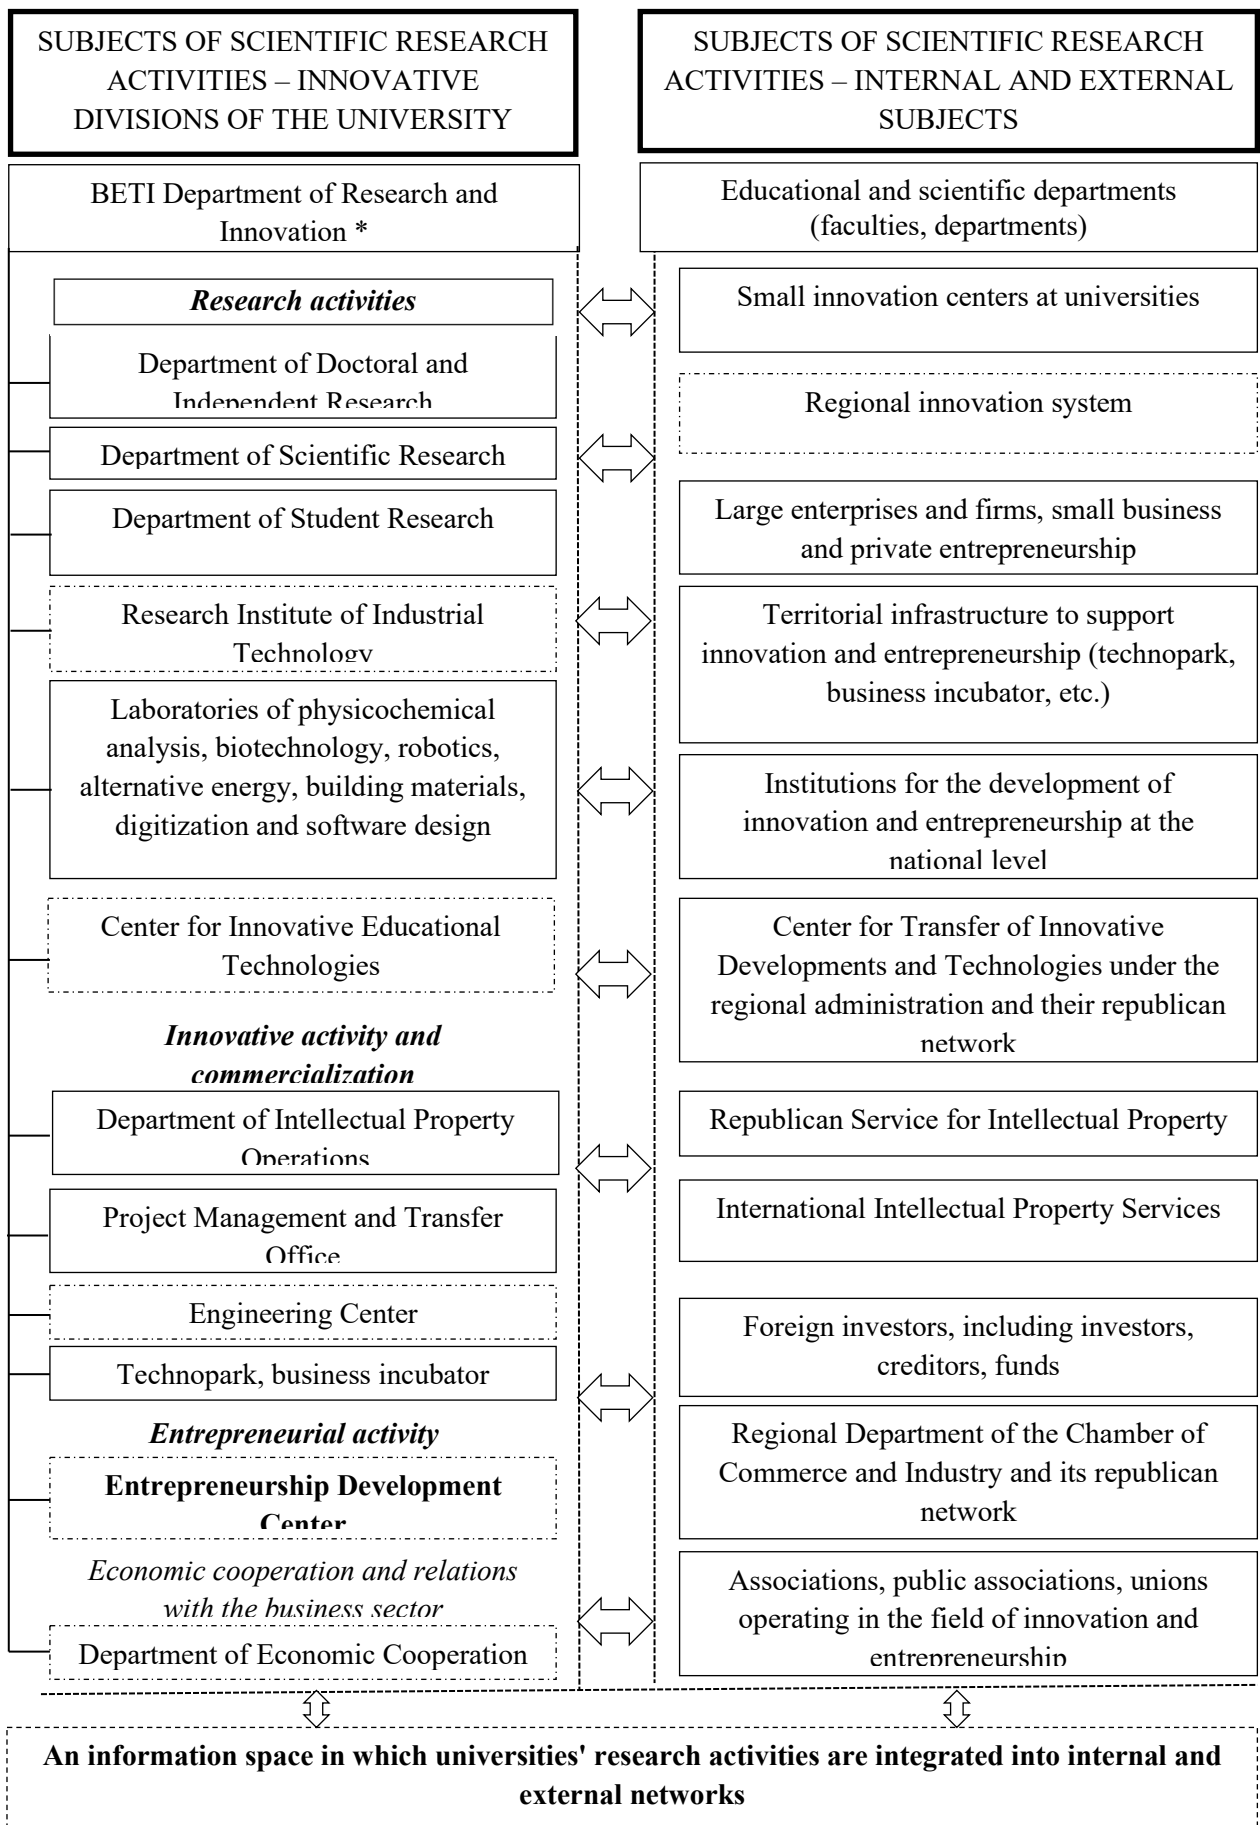 SUBJECTS OF SCIENTIFIC RESEARCH
ACTIVITIES – INNOVATIVE
DIVISIONS OF THE UNIVERSITY
BETI Department of Research and
Innovation *
Research activities
Department of Doctoral and
Independent Research
Department of Scientific Research
Department of Student Research
Research Institute of Industrial
Technology
Laboratories of physicochemical
analysis, biotechnology, robotics,
alternative energy, building materials,
digitization and software design
Center for Innovative Educational
Technologies
Innovative activity and
commercialization
Department of Intellectual Property
Operations
Project Management and Transfer
Office
Engineering Center
Technopark, business incubator
Entrepreneurial activity
Entrepreneurship Development
Center
Economic cooperation and relations
with the business sector
Department of Economic Cooperation
SUBJECTS OF SCIENTIFIC RESEARCH
ACTIVITIES – INTERNAL AND EXTERNAL
SUBJECTS
Educational and scientific departments
(faculties, departments)
Small innovation centers at universities
Regional innovation system
Large enterprises and firms, small business
and private entrepreneurship
Territorial infrastructure to support
innovation and entrepreneurship (technopark,
business incubator, etc.)
Institutions for the development of
innovation and entrepreneurship at the
national level
Center for Transfer of Innovative
Developments and Technologies under the
regional administration and their republican
network
Republican Service for Intellectual Property
International Intellectual Property Services
Foreign investors, including investors,
creditors, funds
Regional Department of the Chamber of
Commerce and Industry and its republican
network
Associations, public associations, unions
operating in the field of innovation and
entrepreneurship
An information space in which universities' research activities are integrated into internal and
external networks